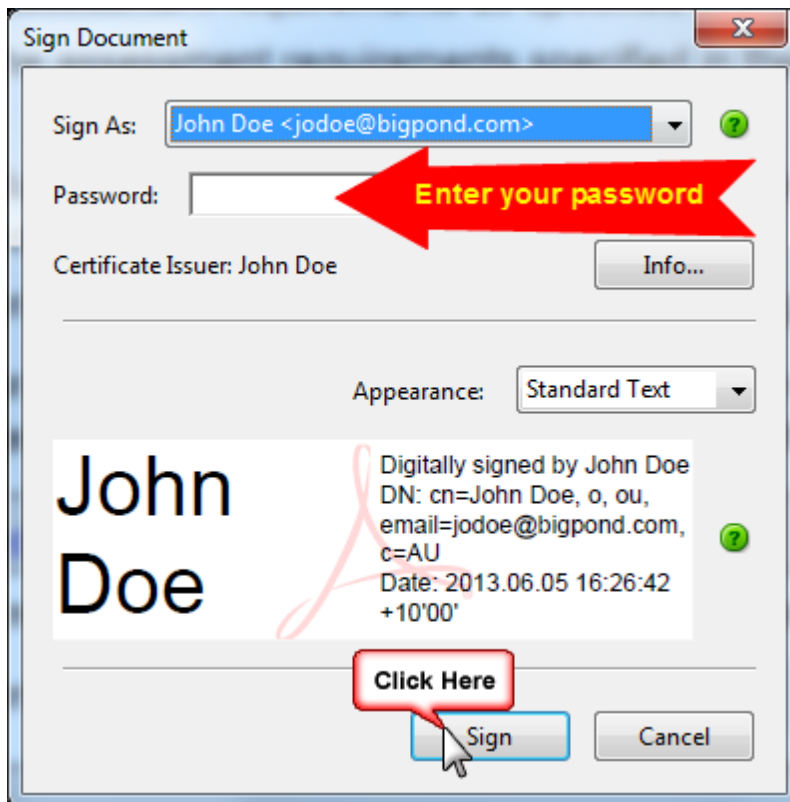 Sign Document
Sign As: John Doe <jodoe@bigpond.com>
Password: Enter your password
Certificate Issuer: John Doe Info...
Appearance: Standard Text
John
Doe
Digitally signed by John Doe
DN: cn=John Doe, o, ou,
email=jodoe@bigpond.com,
c=AU
Date: 2013.06.05 16:26:42
+10'00'
Click Here
Sign Cancel